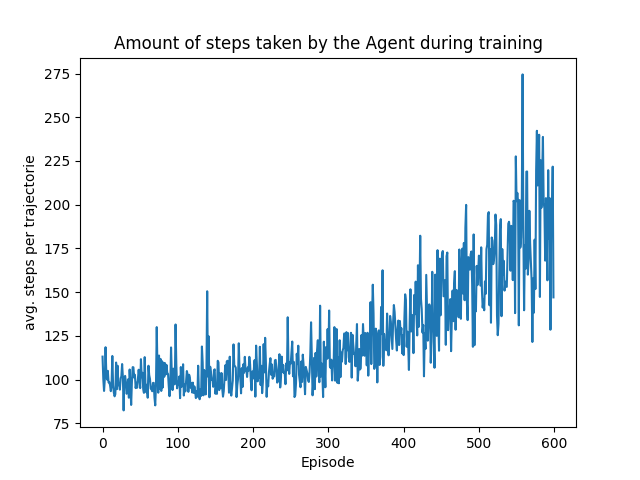 Amount of steps taken by the Agent during training
275
250
225
200
175
150
125
100
75
avg. steps per trajectorie
0 100 200 300 400 500 600
Episode